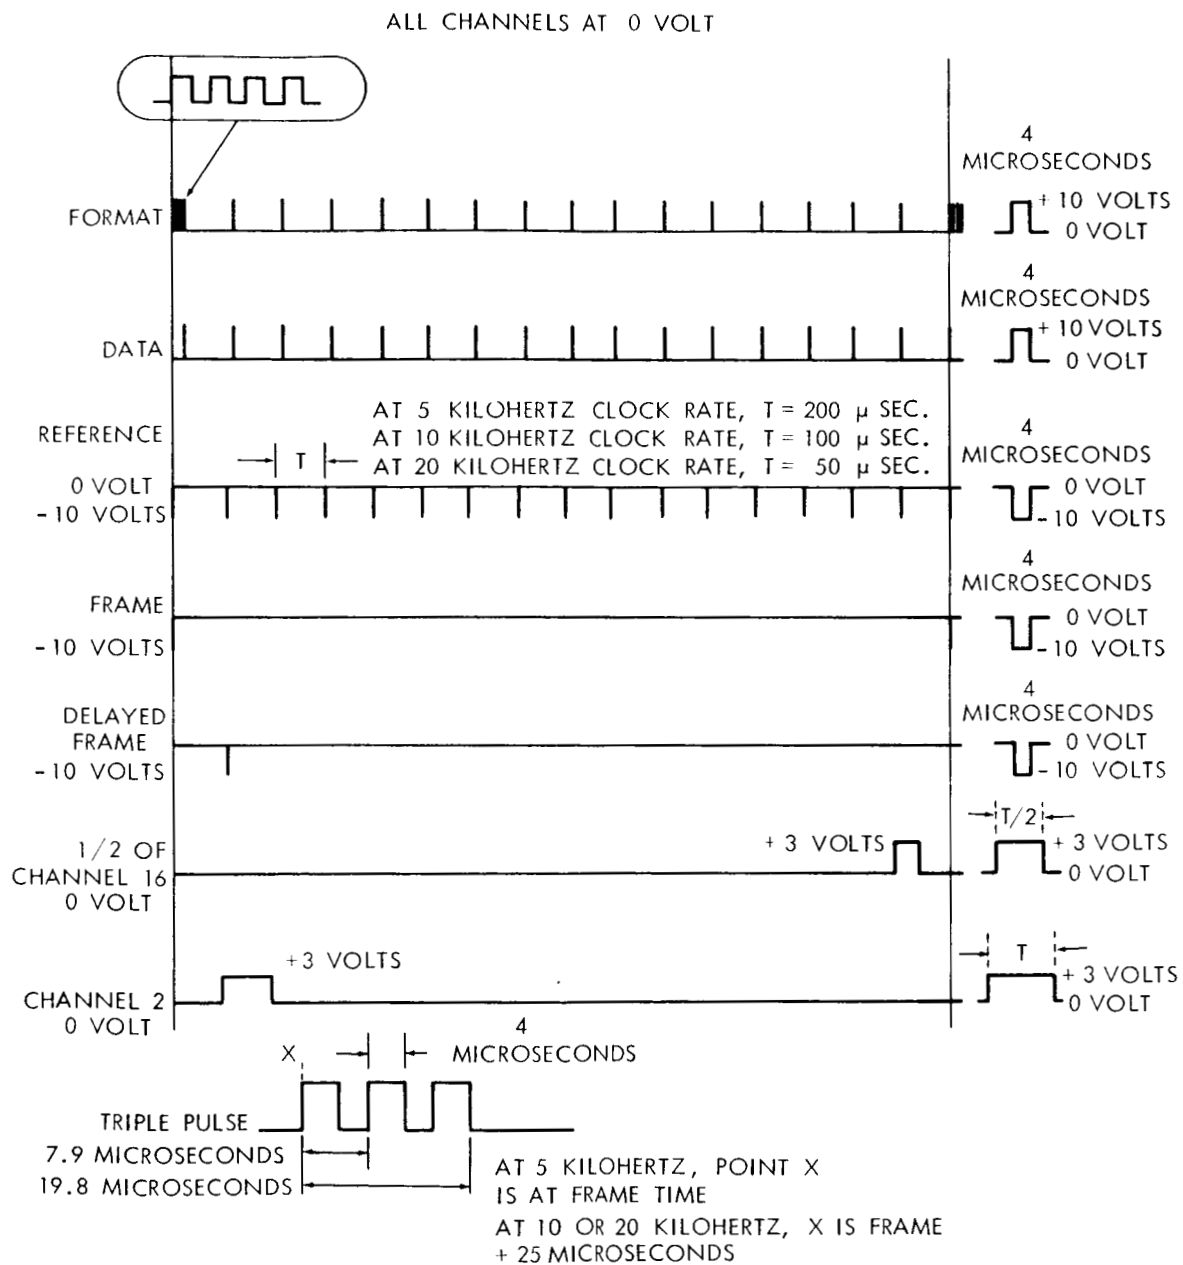 ALL CHANNELS AT 0 VOLT
4
MICROSECONDS
FORMAT
+ 10 VOLTS
0 VOLT
4
MICROSECONDS
DATA
+ 10 VOLTS
0 VOLT
AT 5 KILOHERTZ CLOCK RATE, T = 200 μ SEC.
AT 10 KILOHERTZ CLOCK RATE, T = 100 μ SEC.
AT 20 KILOHERTZ CLOCK RATE, T = 50 μ SEC.
REFERENCE
T
0 VOLT
- 10 VOLTS
4
MICROSECONDS
0 VOLT
- 10 VOLTS
FRAME
- 10 VOLTS
4
MICROSECONDS
0 VOLT
- 10 VOLTS
DELAYED
FRAME
- 10 VOLTS
4
MICROSECONDS
0 VOLT
- 10 VOLTS
1/2 OF
CHANNEL 16
0 VOLT
+ 3 VOLTS
T/2
+ 3 VOLTS
0 VOLT
CHANNEL 2
0 VOLT
+3 VOLTS
T
+ 3 VOLTS
0 VOLT
X
4
MICROSECONDS
TRIPLE PULSE
7.9 MICROSECONDS
19.8 MICROSECONDS
AT 5 KILOHERTZ, POINT X
IS AT FRAME TIME
AT 10 OR 20 KILOHERTZ, X IS FRAME
+ 25 MICROSECONDS